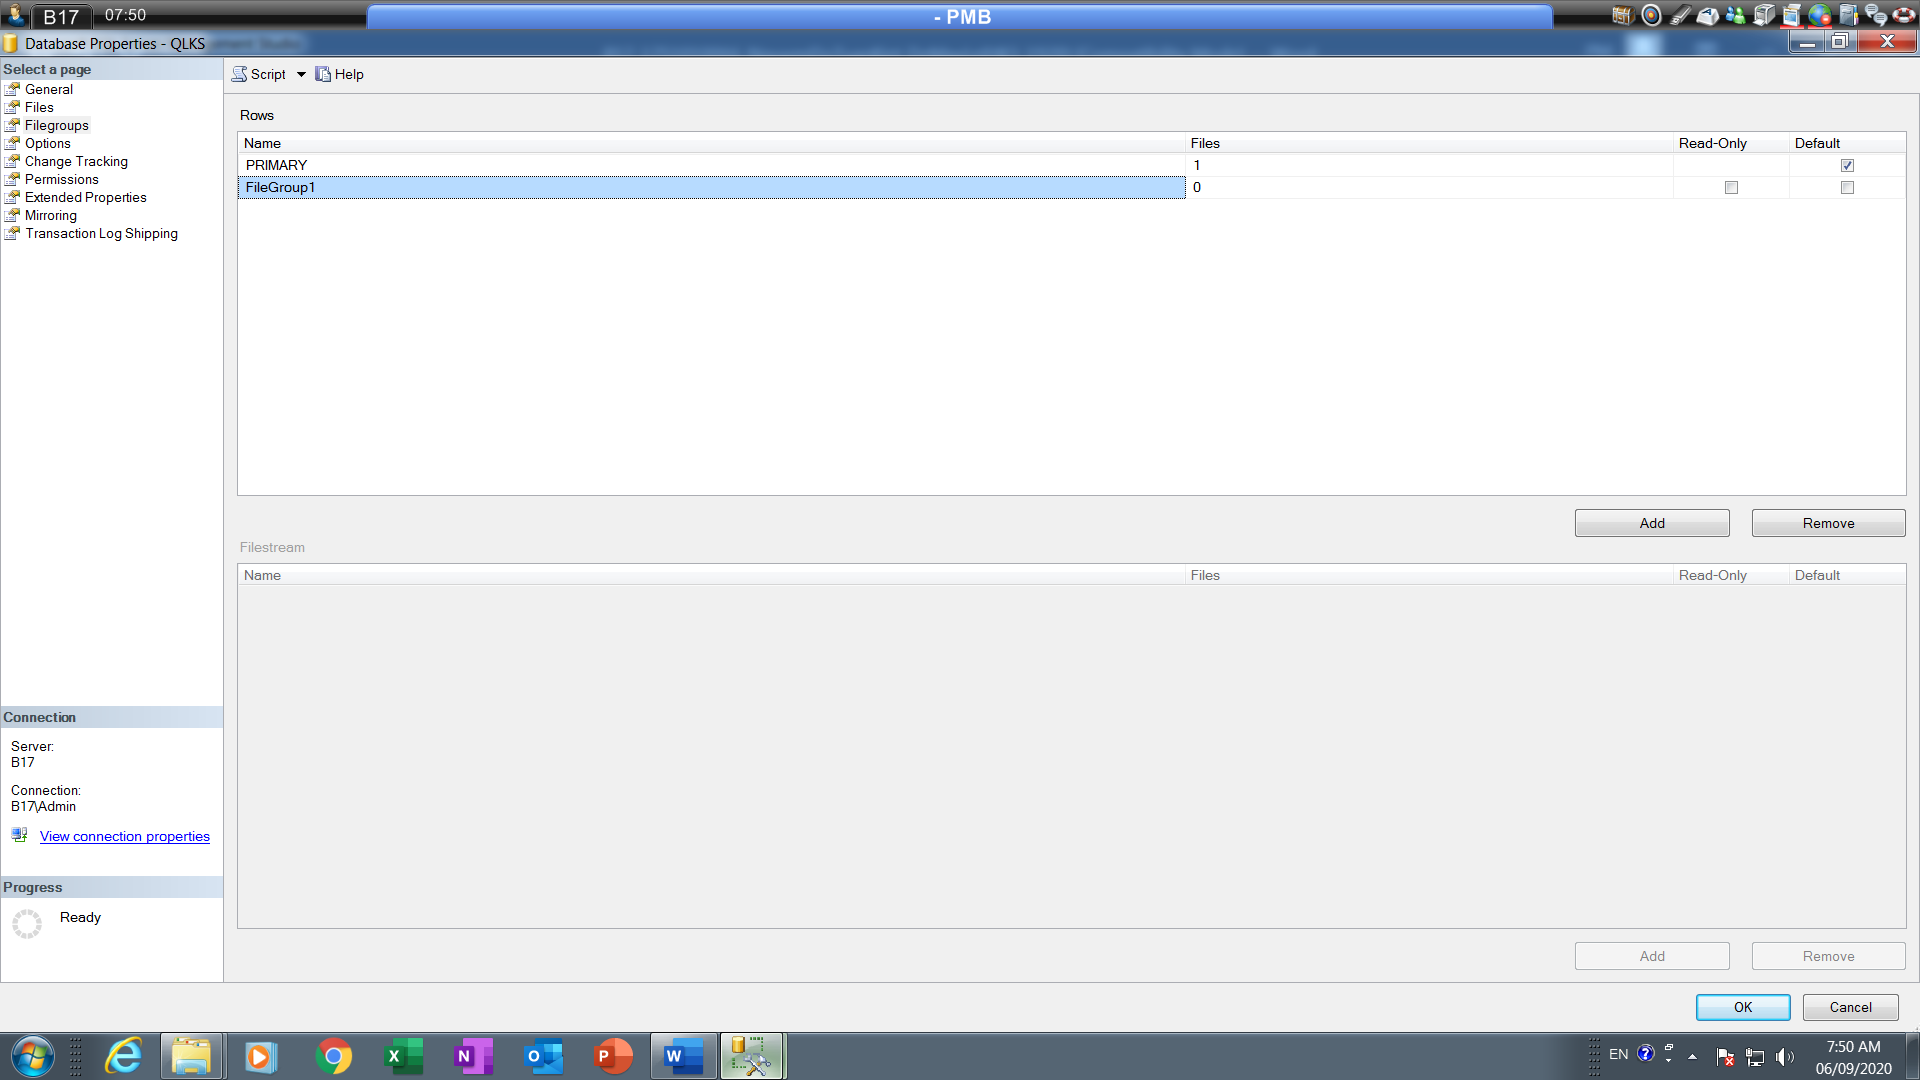 B17 07:50 - PMB
Database Properties - QLKS
Select a page
General
Files
Filegroups
Options
Change Tracking
Permissions
Extended Properties
Mirroring
Transaction Log Shipping
Script Help
Rows
Name Files Read-Only Default
PRIMARY 1
FileGroup1 0
Add Remove
Filestream
Name Files Read-Only Default
Connection
Server:
B17
Connection:
B17\Admin
View connection properties
Progress
Ready
Add Remove
OK Cancel
EN
7:50 AM
06/09/2020